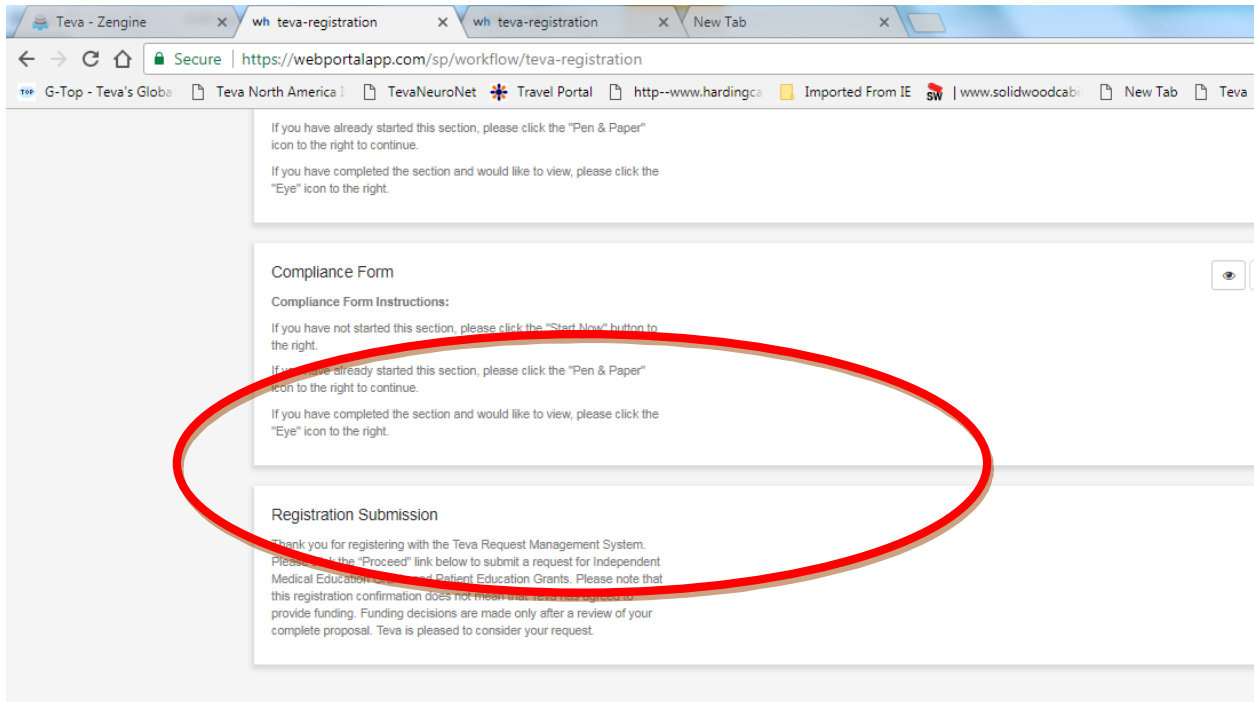 Teva - Zengine
wh teva-registration
wh teva-registration
New Tab
Secure | https://webportalapp.com/sp/workflow/teva-registration
TOP G-Top - Teva's Globa Teva North America I TevaNeuroNet Travel Portal http--www.hardingca Imported From IE SW | www.solidwoodcabi New Tab Teva
If you have already started this section, please click the "Pen & Paper"
icon to the right to continue.
If you have completed the section and would like to view, please click the
"Eye" icon to the right.
Compliance Form
Compliance Form Instructions:
If you have not started this section, please click the "Start Now" button to
the right.
If you have already started this section, please click the "Pen & Paper"
icon to the right to continue.
If you have completed the section and would like to view, please click the
"Eye" icon to the right.
Registration Submission
Thank you for registering with the Teva Request Management System.
Please click the "Proceed" link below to submit a request for Independent
Medical Education Grants and Patient Education Grants. Please note that
this registration confirmation does not mean that Teva has agreed to
provide funding. Funding decisions are made only after a review of your
complete proposal. Teva is pleased to consider your request.